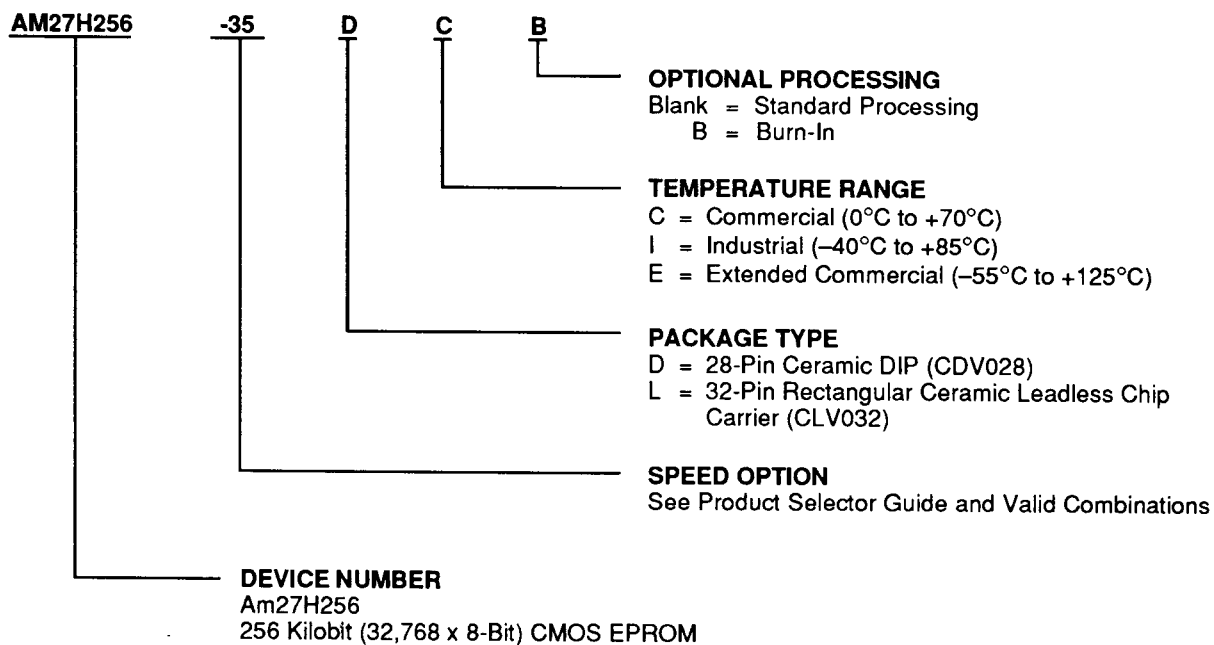 AM27H256 -35 D C B
OPTIONAL PROCESSING
Blank = Standard Processing
B = Burn-In
TEMPERATURE RANGE
C = Commercial (0°C to +70°C)
I = Industrial (–40°C to +85°C)
E = Extended Commercial (–55°C to +125°C)
PACKAGE TYPE
D = 28-Pin Ceramic DIP (CDV028)
L = 32-Pin Rectangular Ceramic Leadless Chip
Carrier (CLV032)
SPEED OPTION
See Product Selector Guide and Valid Combinations
DEVICE NUMBER
Am27H256
256 Kilobit (32,768 x 8-Bit) CMOS EPROM